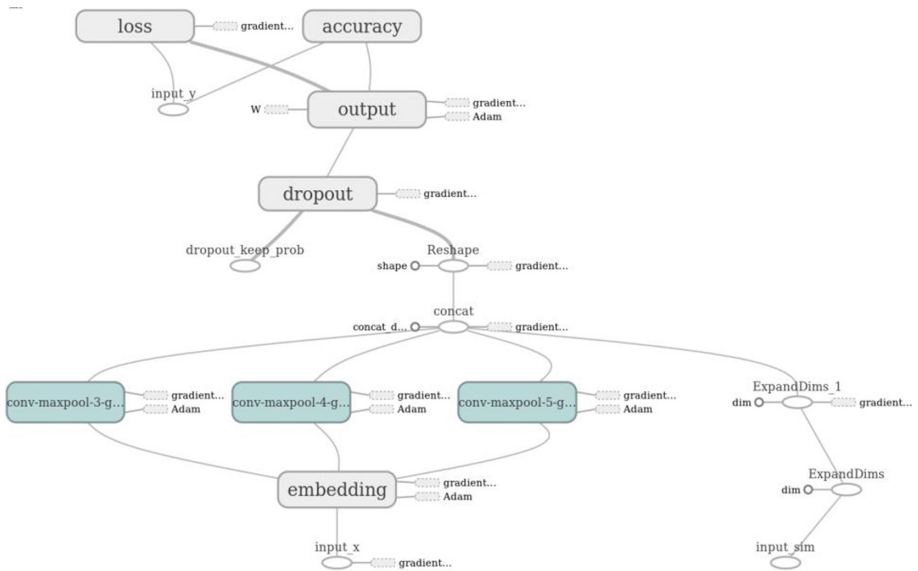 loss
gradient...
accuracy
input_y
W
output
gradient...
Adam
dropout
gradient...
dropout_keep_prob
Reshape
shape
gradient...
concat
concat_d...
gradient...
conv-maxpool-3-g...
gradient...
Adam
conv-maxpool-4-g...
gradient...
Adam
conv-maxpool-5-g...
gradient...
Adam
ExpandDims_1
dim
gradient...
embedding
gradient...
Adam
ExpandDims
dim
input_x
gradient...
input_sim